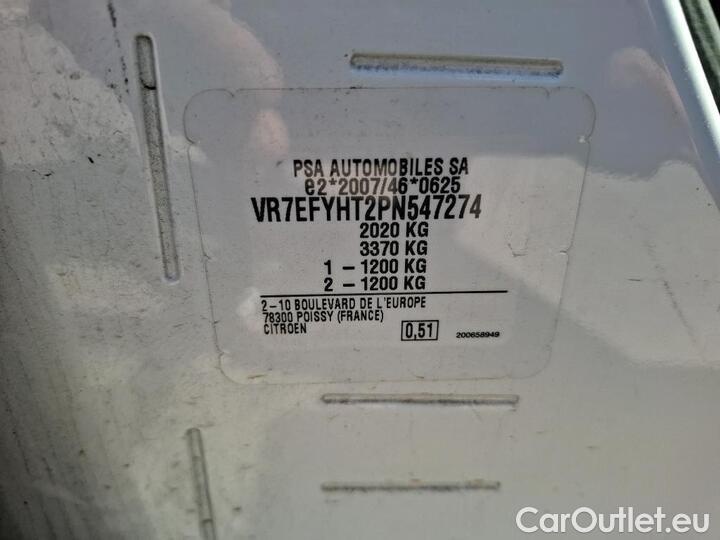 PSA AUTOMOBILES SA
e2*2007/46*0625
VR7EFYHT2PN547274
2020 KG
3370 KG
1 - 1200 KG
2 - 1200 KG
2-10 BOULEVARD DE L'EUROPE
78300 POISSY (FRANCE)
CITROEN
0,51
200658949
CarOutlet.eu